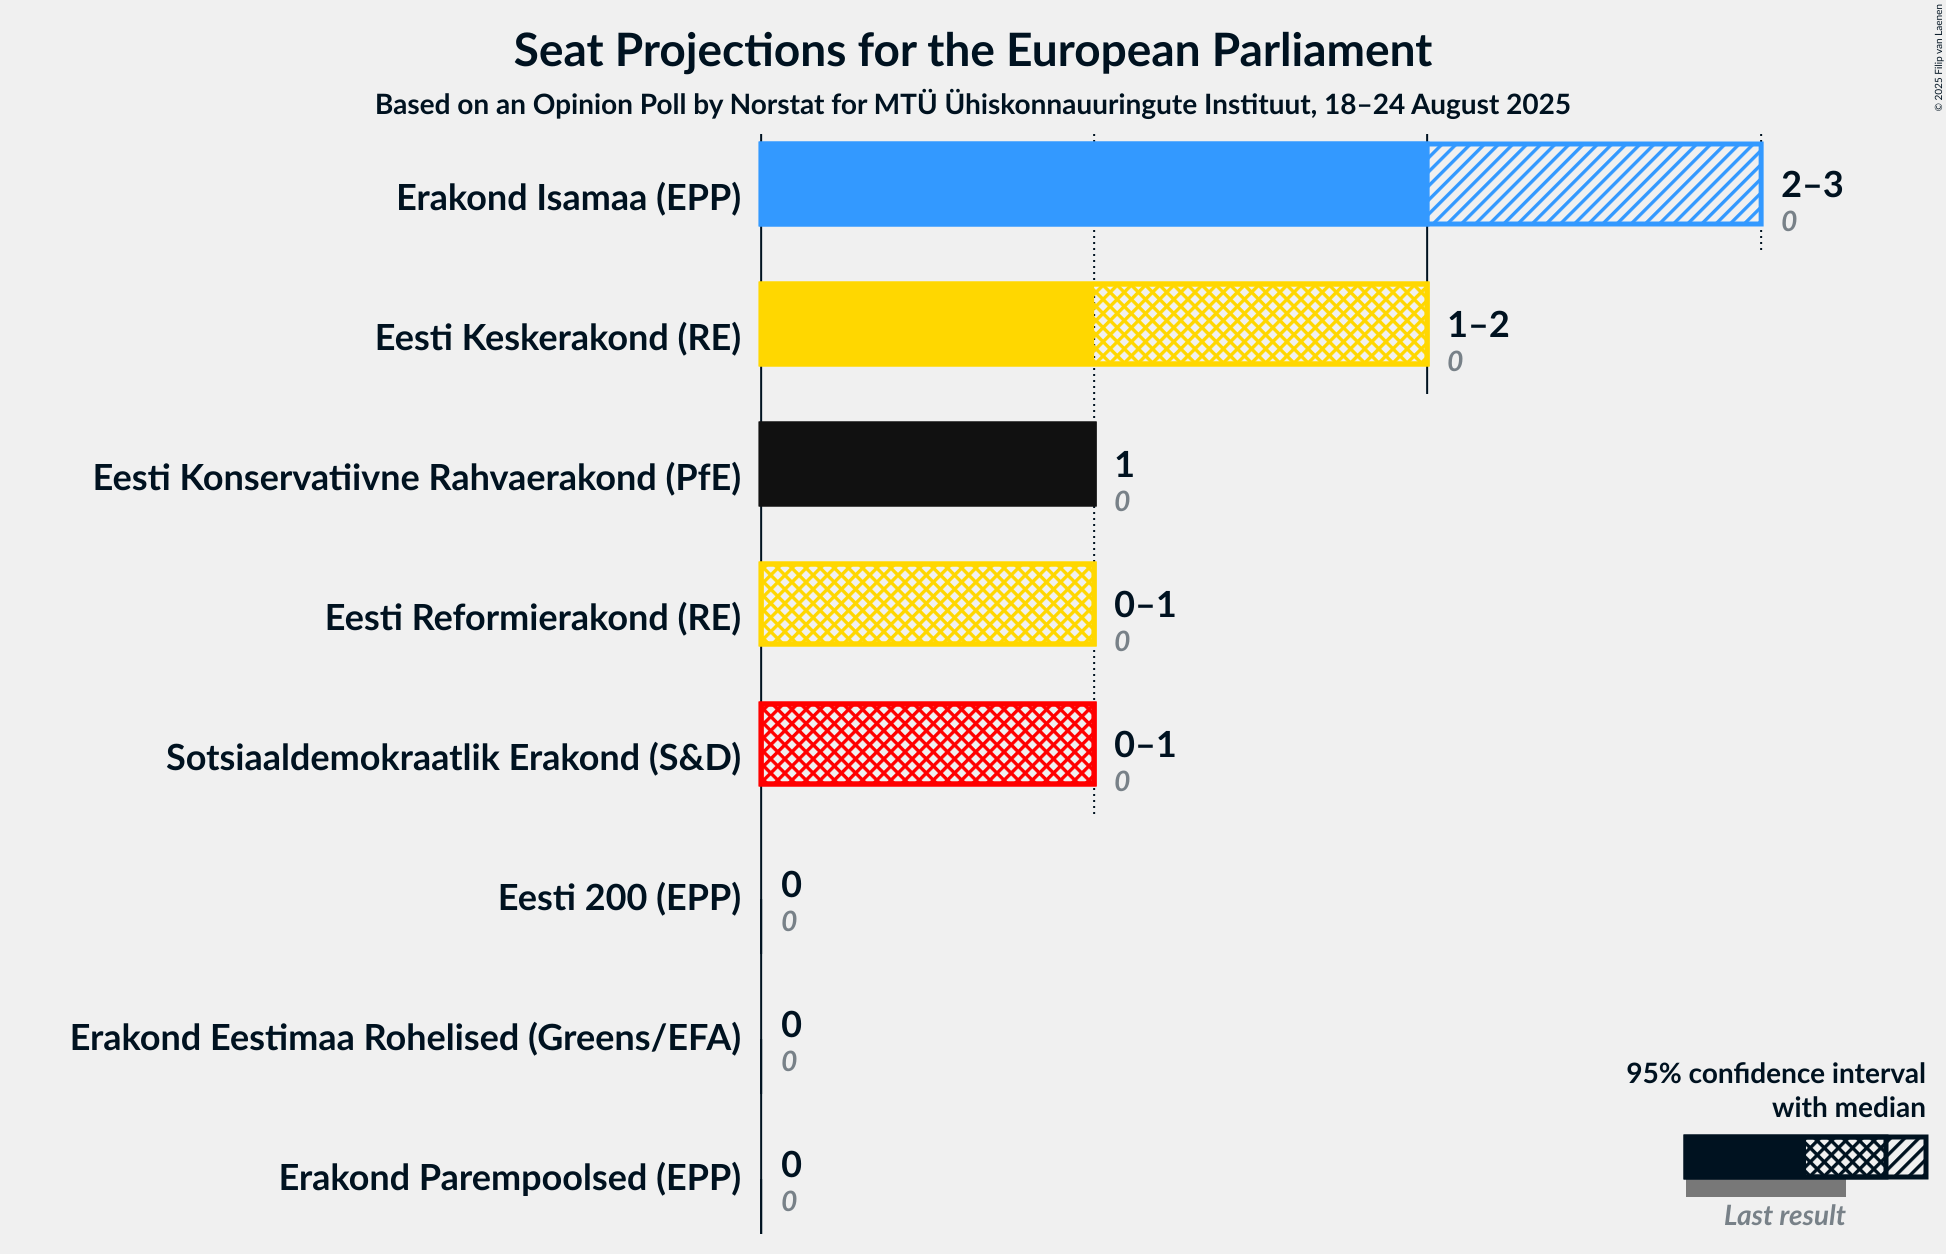 Seat Projections for the European Parliament
Based on an Opinion Poll by Norstat for MTÜ Ühiskonnauuringute Instituut, 18–24 August 2025
© 2025 Filip van Laenen
Erakond Isamaa (EPP)
2–3
0
Eesti Keskerakond (RE)
1–2
0
Eesti Konservatiivne Rahvaerakond (PfE)
1
0
Eesti Reformierakond (RE)
0–1
0
Sotsiaaldemokraatlik Erakond (S&D)
0–1
0
Eesti 200 (EPP)
0
0
Erakond Eestimaa Rohelised (Greens/EFA)
0
0
Erakond Parempoolsed (EPP)
0
0
95% confidence interval
with median
Last result